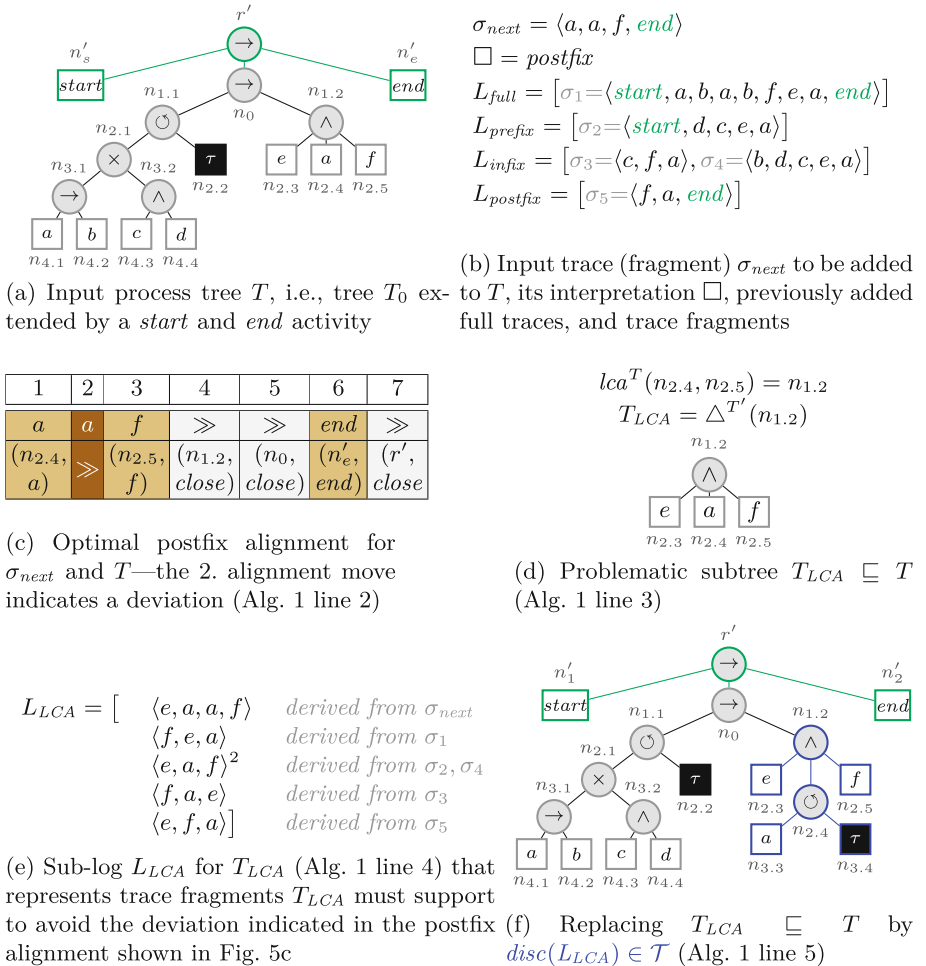 r′
n′s
n′e
→
start
→
end
n1.1
n0
n1.2
↺
∧
n2.1
×
τ
e
a
f
n3.1
n3.2
n2.2
n2.3
n2.4
n2.5
→
∧
a
b
c
d
n4.1
n4.2
n4.3
n4.4
(a) Input process tree T, i.e., tree T0 ex-
tended by a start and end activity
σnext = ⟨a, a, f, end⟩
□ = postfix
Lfull = [σ1=⟨start, a, b, a, b, f, e, a, end⟩]
Lprefix = [σ2=⟨start, d, c, e, a⟩]
Linfix = [σ3=⟨c, f, a⟩, σ4=⟨b, d, c, e, a⟩]
Lpostfix = [σ5=⟨f, a, end⟩]
(b) Input trace (fragment) σnext to be added
to T, its interpretation □, previously added
full traces, and trace fragments
1 2 3 4 5 6 7
a a f ≫ ≫ end ≫
(n2.4, ≫ (n2.5, (n1.2, (n0, (n′e, (r′,
a) f) close) close) end) close
(c) Optimal postfix alignment for
σnext and T—the 2. alignment move
indicates a deviation (Alg. 1 line 2)
lcaT(n2.4, n2.5) = n1.2
TLCA = △T′(n1.2)
n1.2
∧
e a f
n2.3 n2.4 n2.5
(d) Problematic subtree TLCA ⊑ T
(Alg. 1 line 3)
LLCA = [ ⟨e, a, a, f⟩ derived from σnext
⟨f, e, a⟩ derived from σ1
⟨e, a, f⟩² derived from σ2, σ4
⟨f, a, e⟩ derived from σ3
⟨e, f, a⟩] derived from σ5
(e) Sub-log LLCA for TLCA (Alg. 1 line 4) that
represents trace fragments TLCA must support
to avoid the deviation indicated in the postfix
alignment shown in Fig. 5c
r′
n′1
n′2
→
start
→
end
n1.1
n0
n1.2
↺
∧
n2.1
×
τ
e
f
n3.1
n3.2
n2.2
n2.3
↺
n2.5
→
∧
n2.4
a
b
c
d
a
τ
n4.1
n4.2
n4.3
n4.4
n3.3
n3.4
(f) Replacing TLCA ⊑ T by
disc(LLCA) ∈ 𝒯 (Alg. 1 line 5)